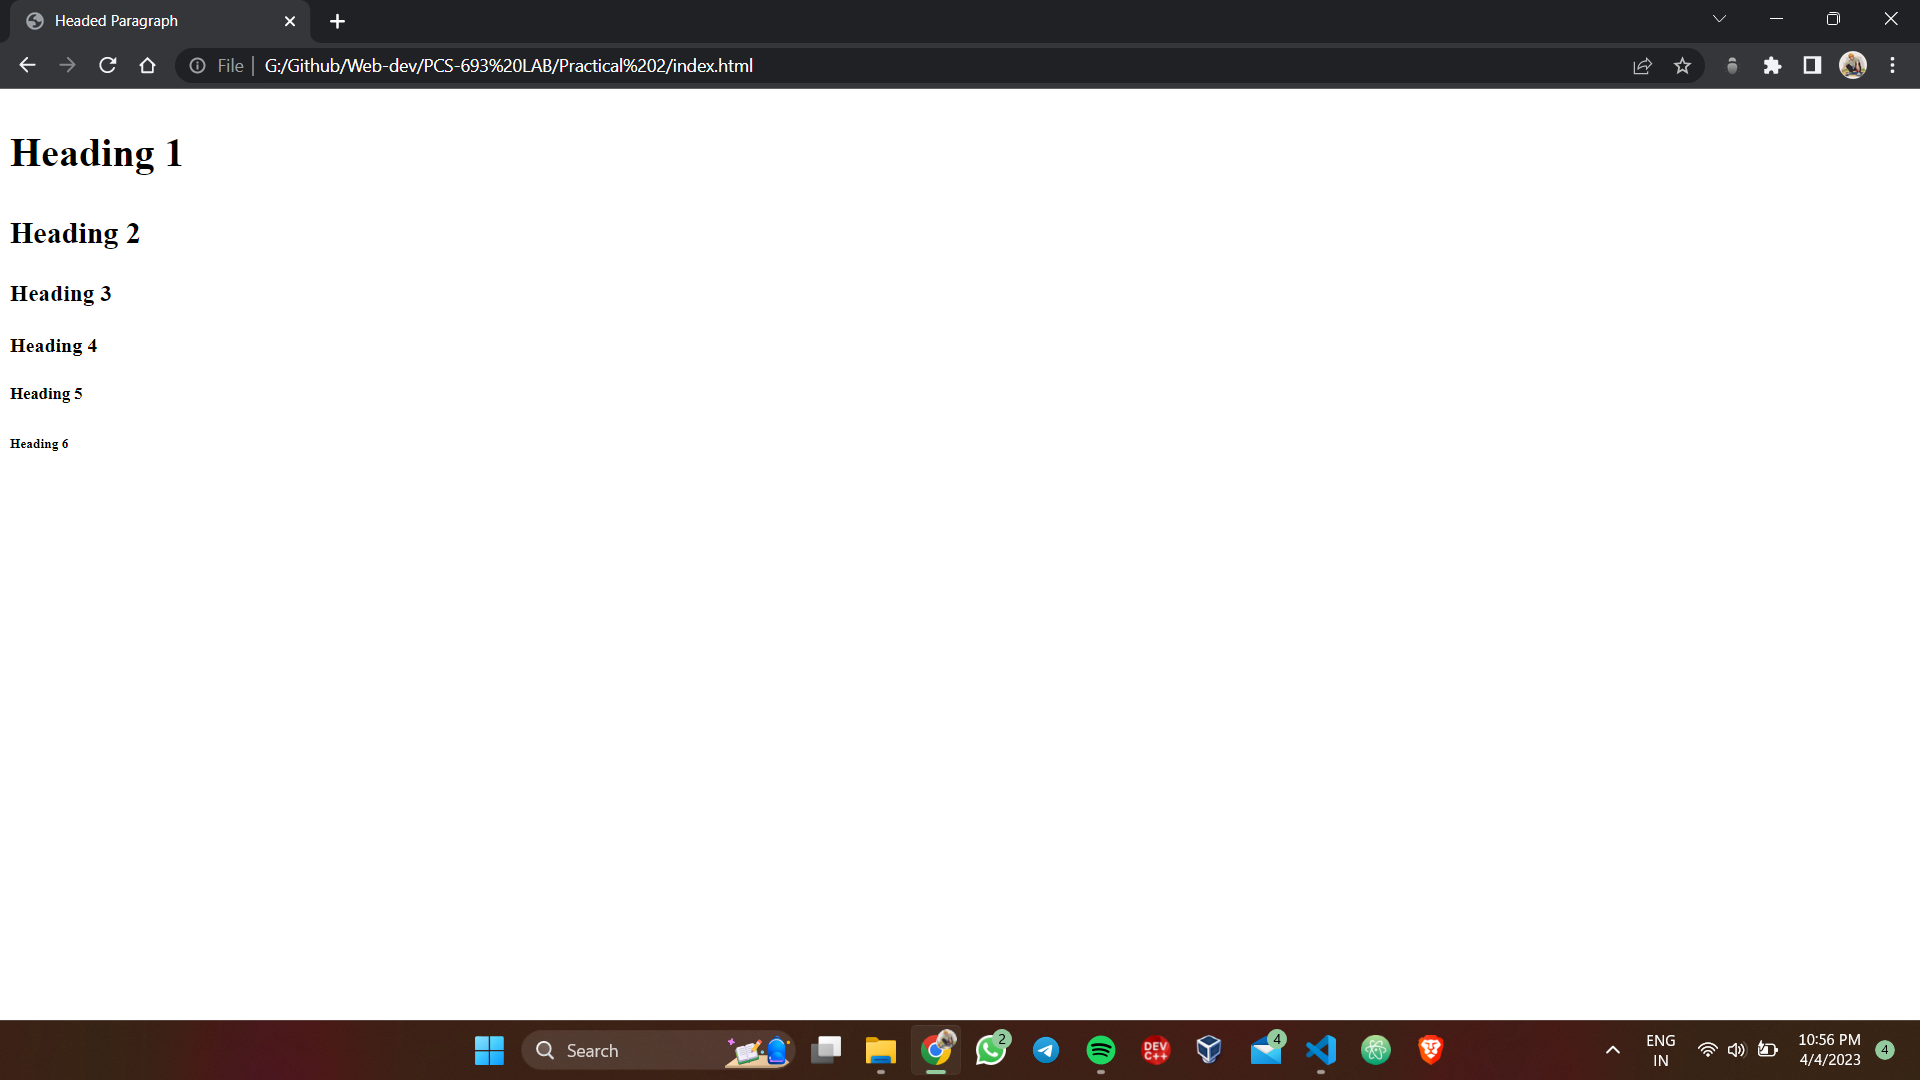 Headed Paragraph
File G:/Github/Web-dev/PCS-693%20LAB/Practical%202/index.html
Heading 1
Heading 2
Heading 3
Heading 4
Heading 5
Heading 6
Search
2
DEV
C++
4
ENG
IN
10:56 PM
4/4/2023
4